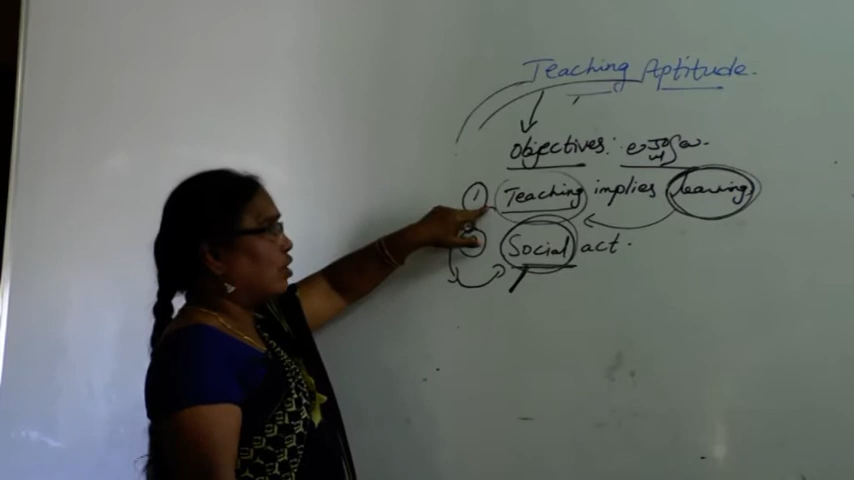 Teaching Aptitude.
Objectives:
1 Teaching implies learning
Social act.